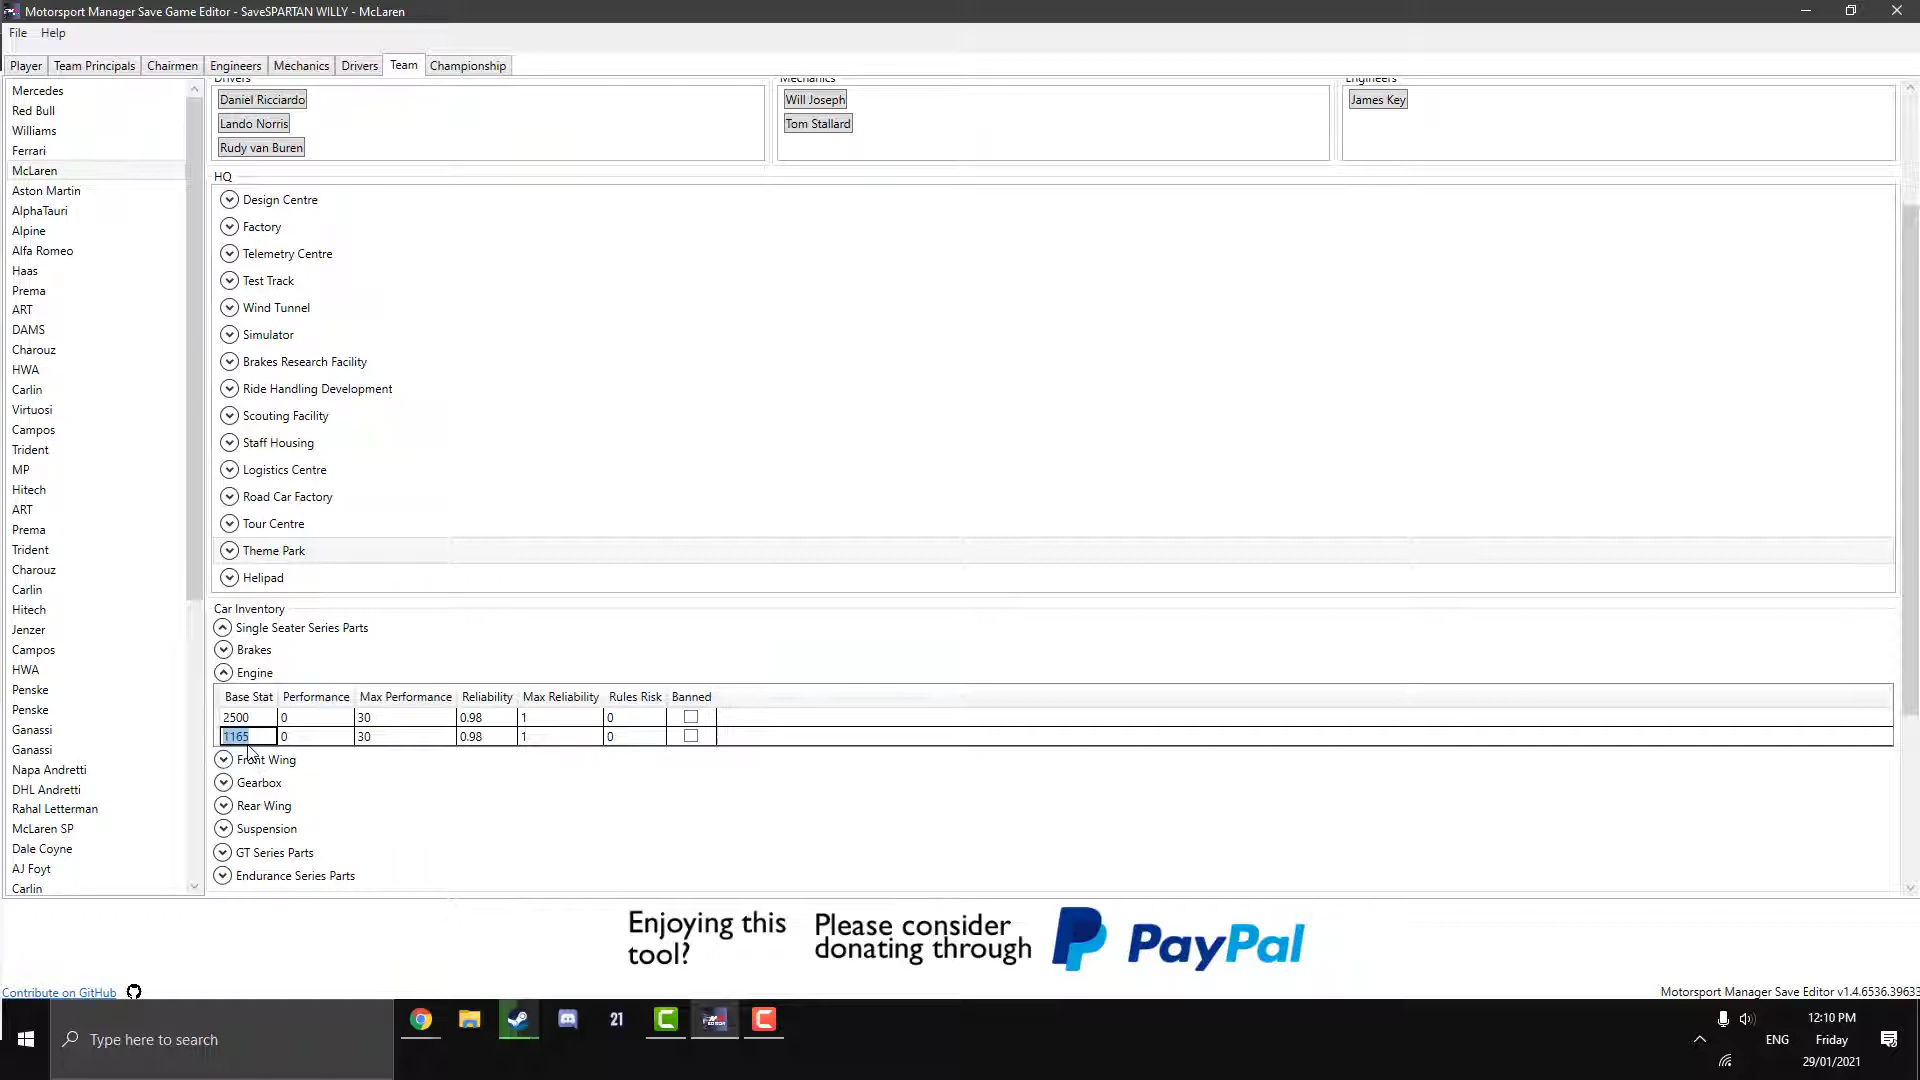 Motorsport Manager Save Game Editor - SaveSPARTAN WILLY - McLaren
File Help
Player Team Principals Chairmen Engineers Mechanics Drivers Team Championship
Mercedes
Red Bull
Williams
Ferrari
McLaren
Aston Martin
AlphaTauri
Alpine
Alfa Romeo
Haas
Prema
ART
DAMS
Charouz
HWA
Carlin
Virtuosi
Campos
Trident
MP
Hitech
ART
Prema
Trident
Charouz
Carlin
Hitech
Jenzer
Campos
HWA
Penske
Penske
Ganassi
Ganassi
Napa Andretti
DHL Andretti
Rahal Letterman
McLaren SP
Dale Coyne
AJ Foyt
Carlin
Drivers
Daniel Ricciardo
Lando Norris
Rudy van Buren
Mechanics
Will Joseph
Tom Stallard
Engineers
James Key
HQ
Design Centre
Factory
Telemetry Centre
Test Track
Wind Tunnel
Simulator
Brakes Research Facility
Ride Handling Development
Scouting Facility
Staff Housing
Logistics Centre
Road Car Factory
Tour Centre
Theme Park
Helipad
Car Inventory
Single Seater Series Parts
Brakes
Engine
Base Stat Performance Max Performance Reliability Max Reliability Rules Risk Banned
2500 0 30 0.98 1 0
1165 0 30 0.98 1 0
Front Wing
Gearbox
Rear Wing
Suspension
GT Series Parts
Endurance Series Parts
Enjoying this
tool?
Please consider
donating through
PayPal
Contribute on GitHub
Motorsport Manager Save Editor v1.4.6536.39633
Type here to search
21
ENG
12:10 PM
Friday
29/01/2021